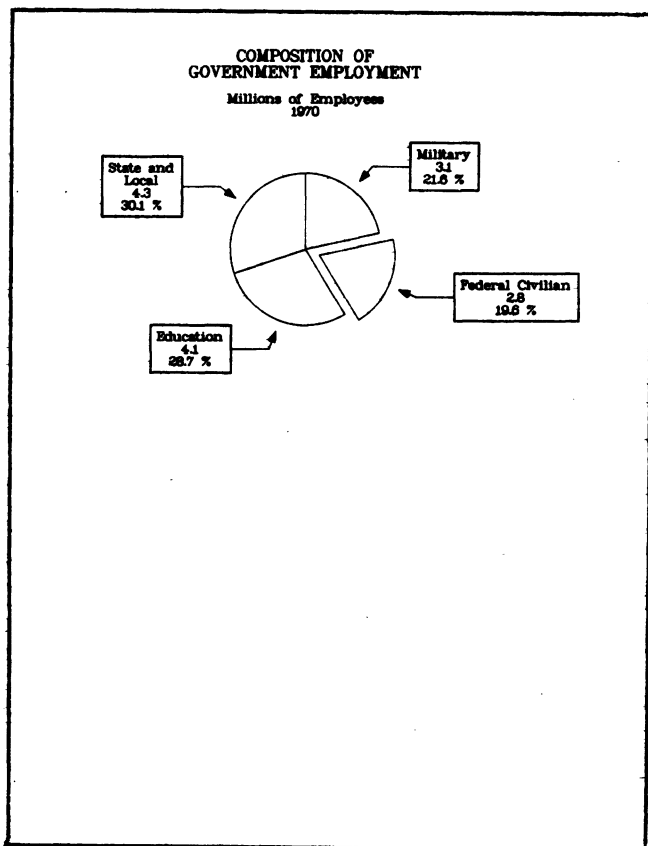 COMPOSITION OF
GOVERNMENT EMPLOYMENT
Millions of Employees
1970
State and
Local
4.3
30.1 %
Military
3.1
21.6 %
Federal Civilian
2.8
19.6 %
Education
4.1
28.7 %